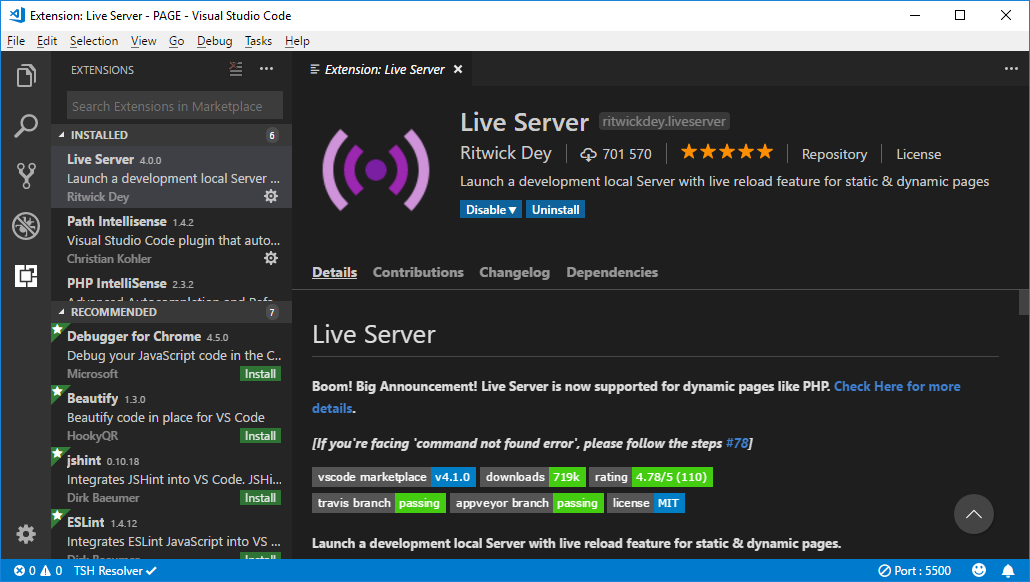 Extension: Live Server - PAGE - Visual Studio Code
File Edit Selection View Go Debug Tasks Help
EXTENSIONS
Search Extensions in Marketplace
INSTALLED 6
Live Server 4.0.0
Launch a development local Server ...
Ritwick Dey
Path Intellisense 1.4.2
Visual Studio Code plugin that auto...
Christian Kohler
PHP IntelliSense 2.3.2
Advanced Autocompletion and Refa...
RECOMMENDED 7
Debugger for Chrome 4.5.0
Debug your JavaScript code in the C...
Microsoft Install
Beautify 1.3.0
Beautify code in place for VS Code
HookyQR Install
jshint 0.10.18
Integrates JSHint into VS Code. JSHi...
Dirk Baeumer Install
ESLint 1.4.12
Integrates ESLint JavaScript into VS ...
Dirk Baeumer Install
Extension: Live Server
Live Server ritwickdey.liveserver
Ritwick Dey 701 570 Repository License
Launch a development local Server with live reload feature for static & dynamic pages
Disable Uninstall
Details Contributions Changelog Dependencies
Live Server
Boom! Big Announcement! Live Server is now supported for dynamic pages like PHP. Check Here for more
details.
[If you're facing 'command not found error', please follow the steps #78]
vscode marketplace v4.1.0 downloads 719k rating 4.78/5 (110)
travis branch passing appveyor branch passing license MIT
Launch a development local Server with live reload feature for static & dynamic pages.
0 0 TSH Resolver Port : 5500